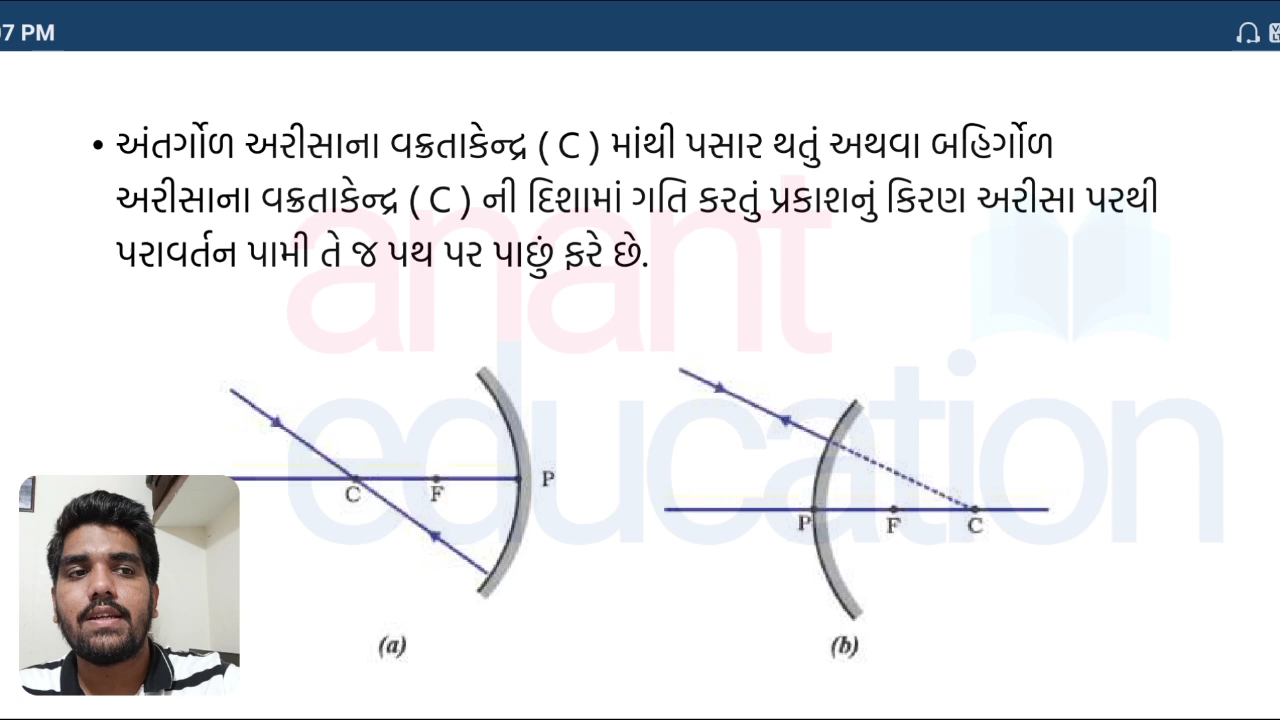 07 PM
• અંતર્ગોળ અરીસાના વક્રતાકેન્દ્ર ( C ) માંથી પસાર થતું અથવા બહિર્ગોળ
અરીસાના વક્રતાકેન્દ્ર ( C ) ની દિશામાં ગતિ કરતું પ્રકાશનું કિરણ અરીસા પરથી
પરાવર્તન પામી તે જ પથ પર પાછું ફરે છે.
anant
education
C F P
P F C
(a)
(b)